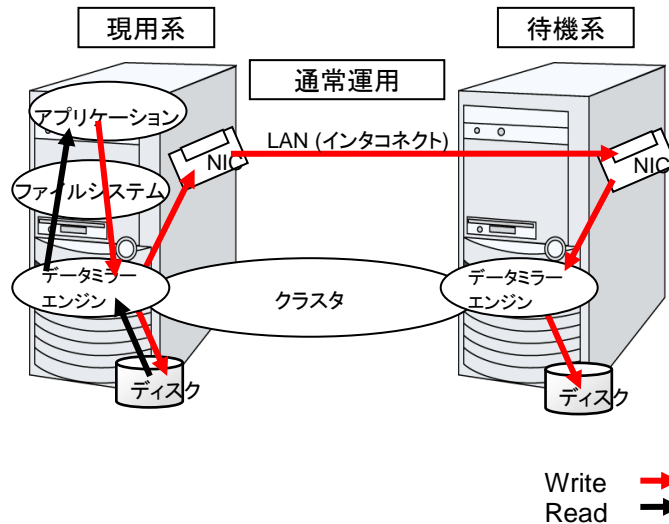 現用系
待機系
通常運用
アプリケーション
LAN (インタコネクト)
NIC
NIC
ファイルシステム
データミラー
エンジン
クラスタ
データミラー
エンジン
ディスク
ディスク
Write
Read